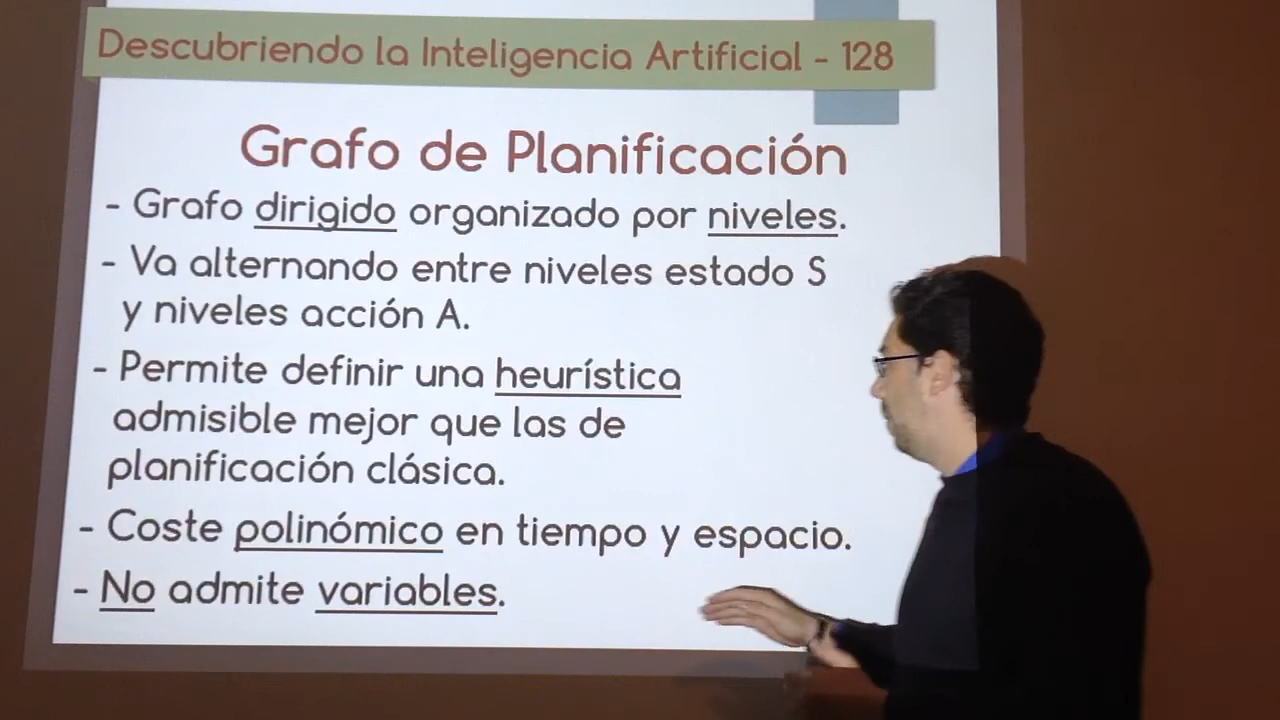 Descubriendo la Inteligencia Artificial - 128
Grafo de Planificación
- Grafo dirigido organizado por niveles.
- Va alternando entre niveles estado S
y niveles acción A.
- Permite definir una heurística
admisible mejor que las de
planificación clásica.
- Coste polinómico en tiempo y espacio.
- No admite variables.